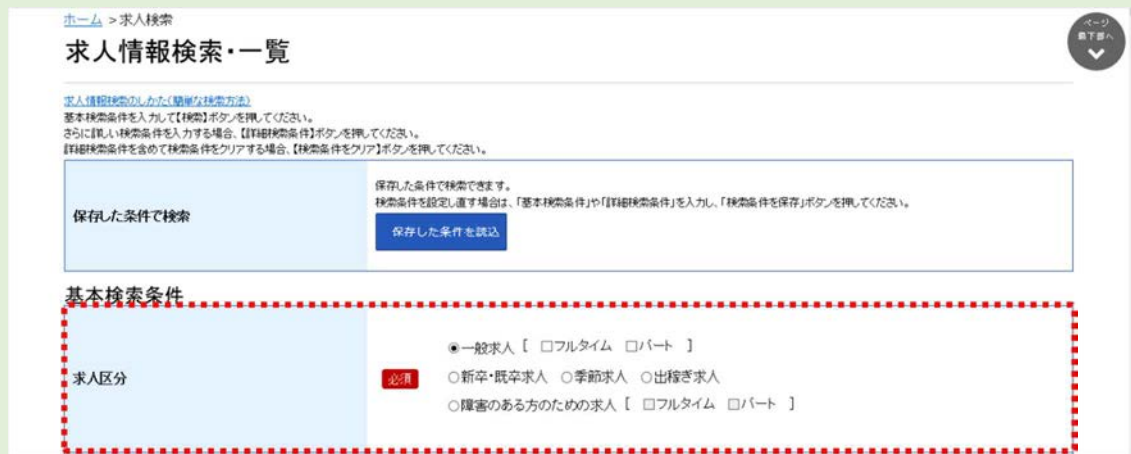 ホーム >求人検索
ページ
最下部へ
求人情報検索・一覧
求人情報検索のしかた(簡単な検索方法)
基本検索条件を入力して【検索】ボタンを押してください。
さらに詳しい検索条件を入力する場合、【詳細検索条件】ボタンを押してください。
詳細検索条件を含めて検索条件をクリアする場合、【検索条件をクリア】ボタンを押してください。
保存した条件で検索
保存した条件で検索できます。
検索条件を設定し直す場合は、「基本検索条件」や「詳細検索条件」を入力し、「検索条件を保存」ボタンを押してください。
保存した条件を読込
基本検索条件
求人区分
必須
◉一般求人 [ □フルタイム □パート ]
○新卒・既卒求人 ○季節求人 ○出稼ぎ求人
○障害のある方のための求人 [ □フルタイム □パート ]